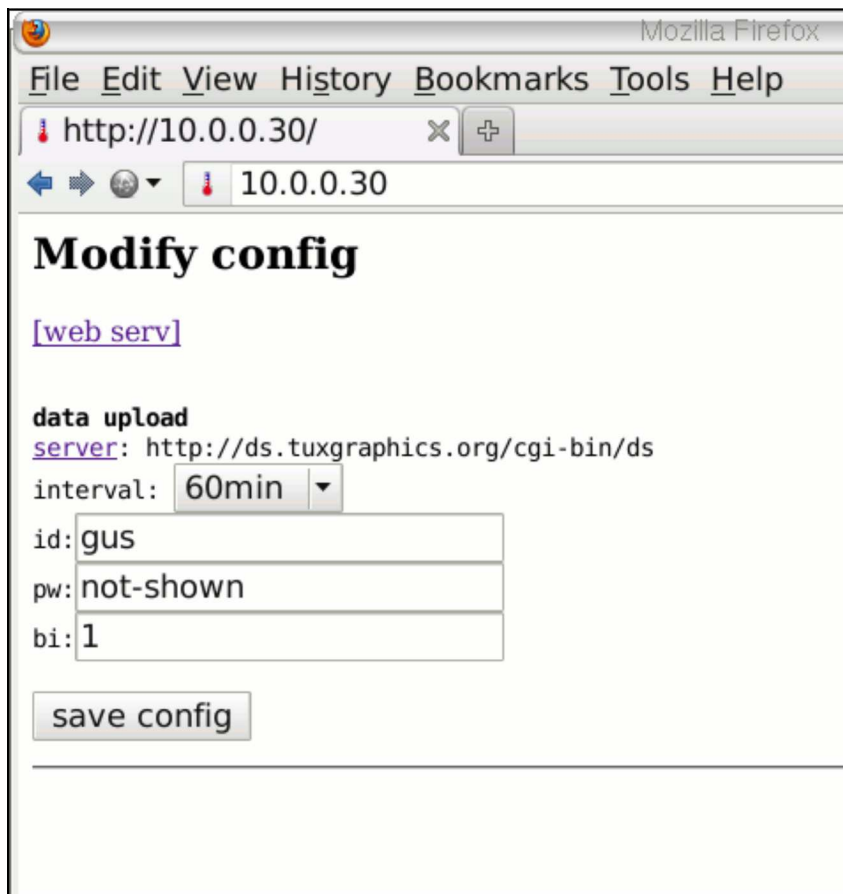 Mozilla Firefox
File Edit View History Bookmarks Tools Help
http://10.0.0.30/
10.0.0.30
Modify config
[web serv]
data upload
server: http://ds.tuxgraphics.org/cgi-bin/ds
interval: 60min
id: gus
pw: not-shown
bi: 1
save config